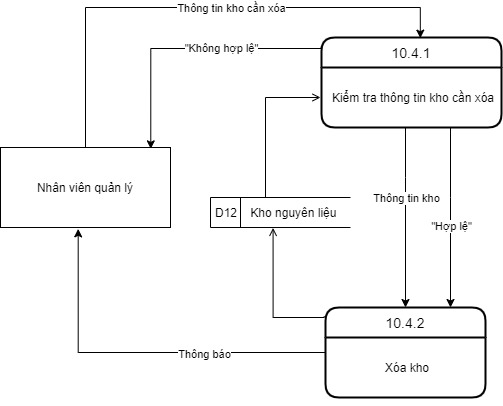 Thông tin kho cần xóa
"Không hợp lệ"
10.4.1
Kiểm tra thông tin kho cần xóa
Nhân viên quản lý
D12
Kho nguyên liệu
Thông tin kho
"Hợp lệ"
10.4.2
Thông báo
Xóa kho